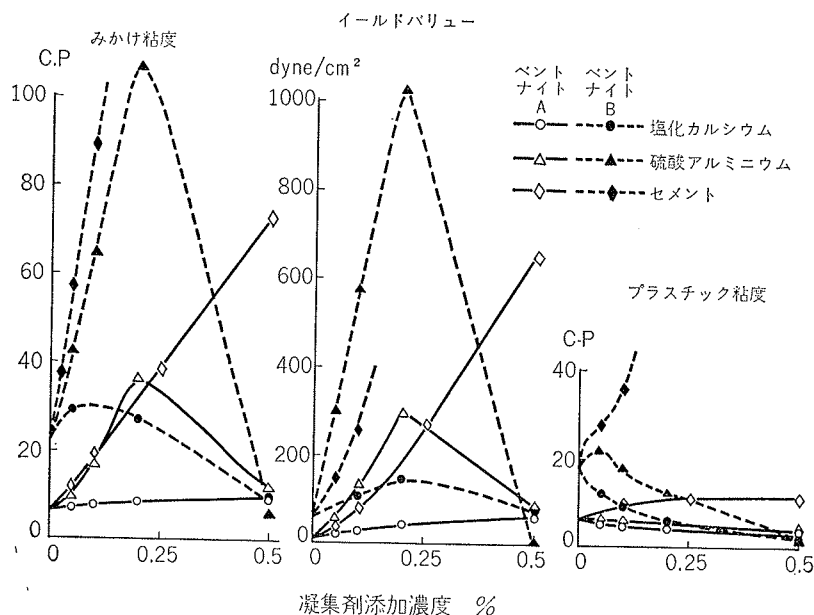 イールドバリュー
みかけ粘度
C.P
100
80
60
40
20
0
0
0.25
0.5
dyne/cm²
1000
800
600
400
200
0
0
0.25
0.5
ベント
ナイト
A
ベント
ナイト
B
塩化カルシウム
硫酸アルミニウム
セメント
プラスチック粘度
C-P
40
20
0
0
0.25
0.5
凝集剤添加濃度 %